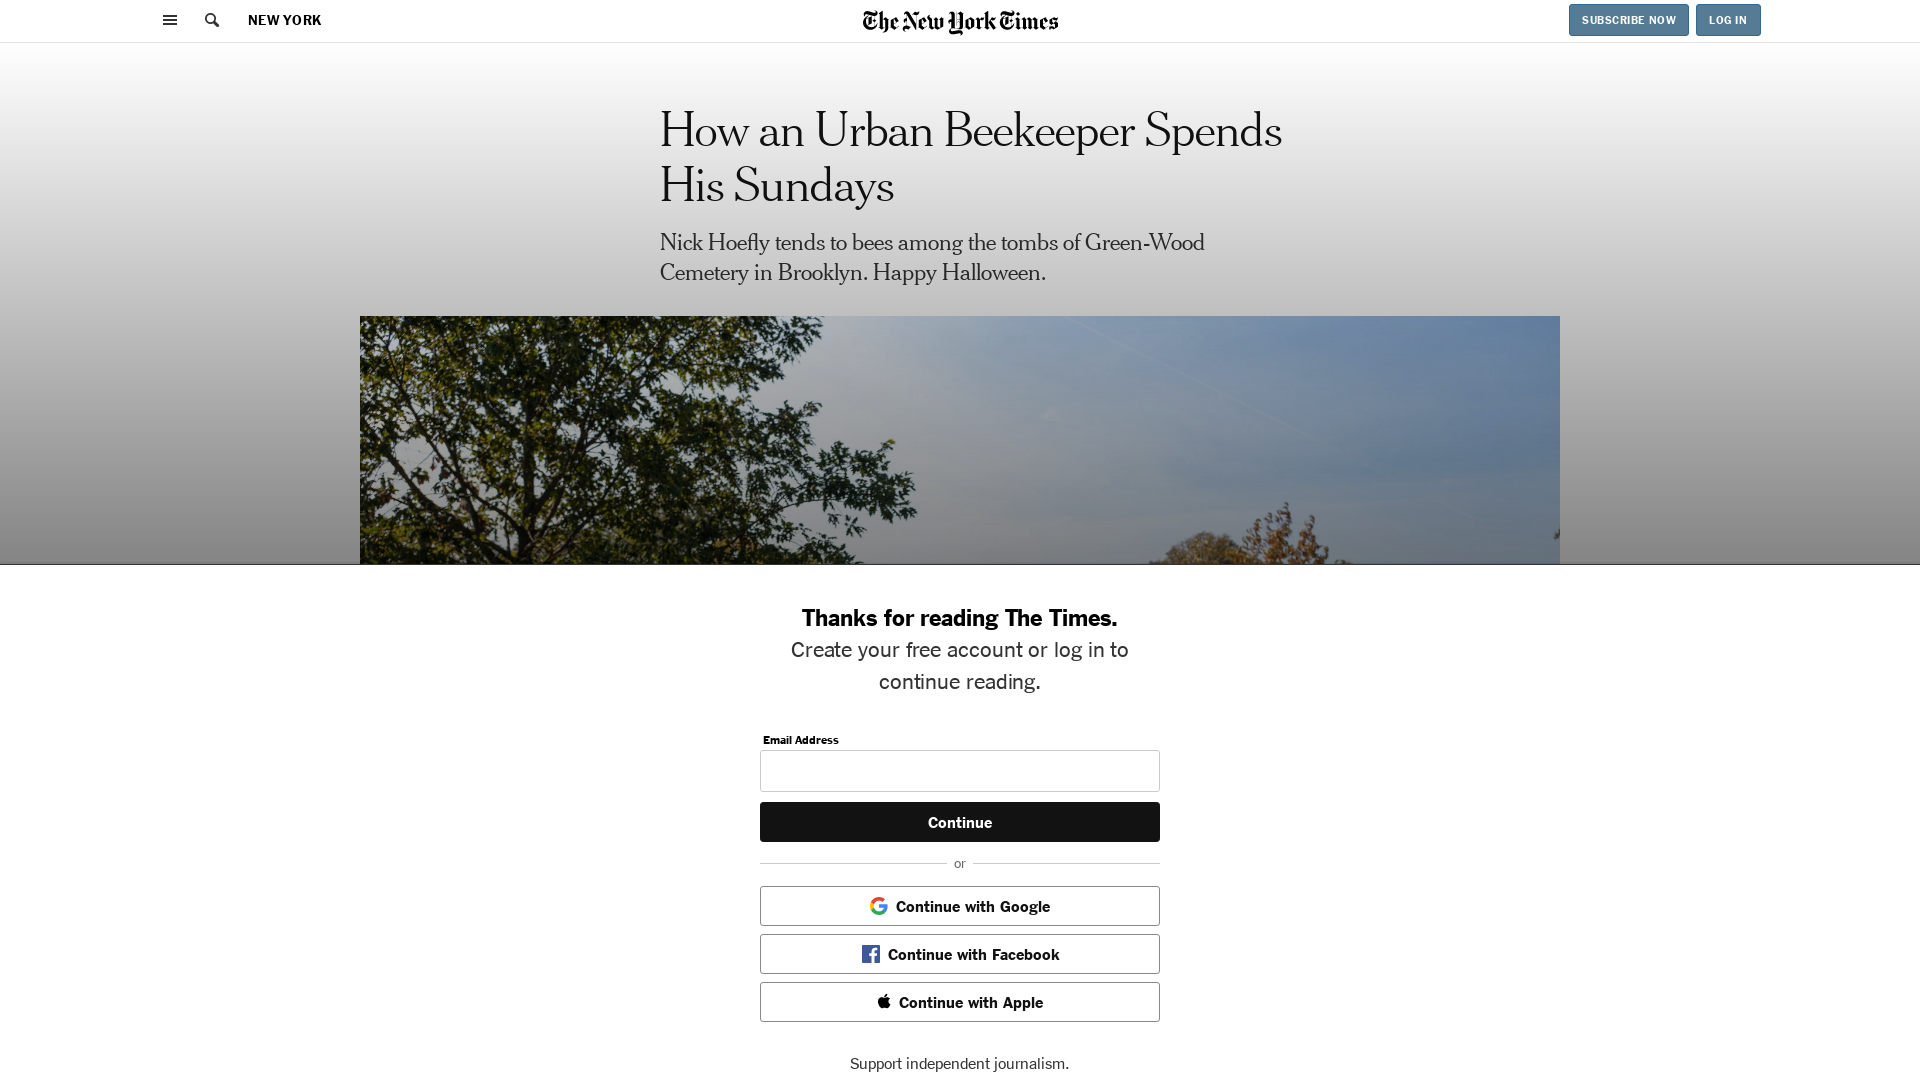 NEW YORK
The New York Times
SUBSCRIBE NOW
LOG IN
How an Urban Beekeeper Spends
His Sundays
Nick Hoefly tends to bees among the tombs of Green-Wood
Cemetery in Brooklyn. Happy Halloween.
Thanks for reading The Times.
Create your free account or log in to
continue reading.
Email Address
Continue
or
Continue with Google
Continue with Facebook
Continue with Apple
Support independent journalism.